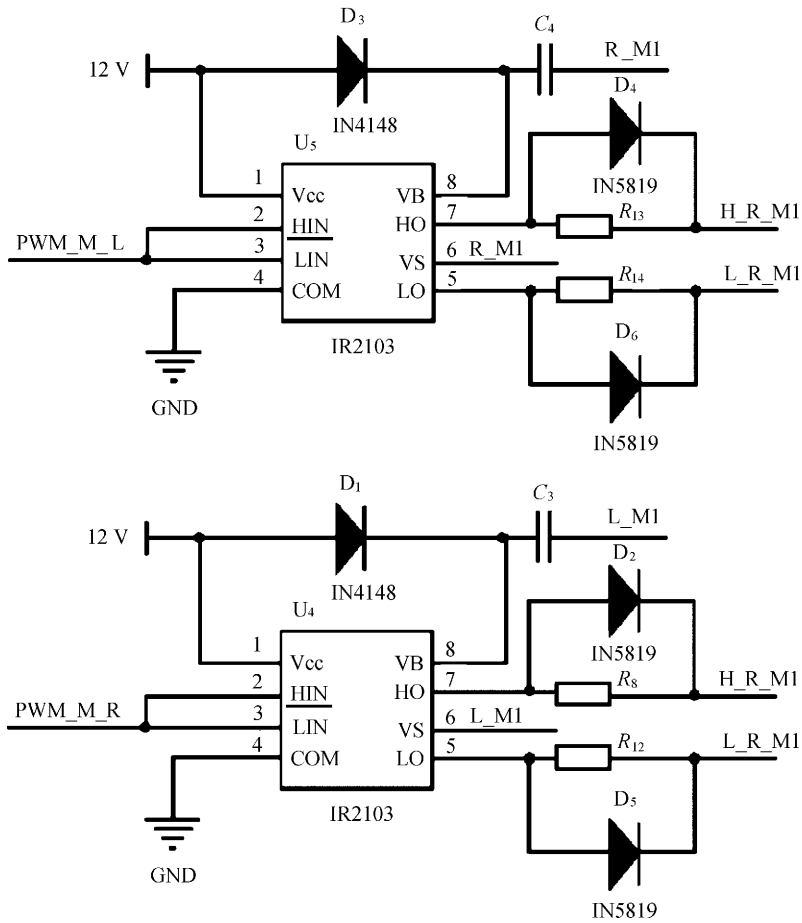 D₃
C₄
12 V
R_M1
D₄
IN4148
U₅
IN5819
1
8
Vcc
VB
2
7
R₁₃
H_R_M1
HIN
HO
PWM_M_L
3
6
R_M1
LIN
VS
4
5
R₁₄
L_R_M1
COM
LO
IR2103
D₆
GND
IN5819
D₁
C₃
12 V
L_M1
D₂
IN4148
U₄
IN5819
1
8
Vcc
VB
2
7
R₈
H_R_M1
HIN
HO
PWM_M_R
3
6
L_M1
LIN
VS
4
5
R₁₂
L_R_M1
COM
LO
IR2103
D₅
GND
IN5819